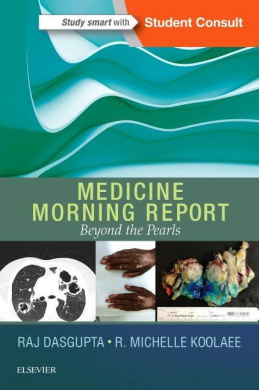 Study smart with
Student Consult
MEDICINE
MORNING REPORT
Beyond the Pearls
RAJ DASGUPTA • R. MICHELLE KOOLAEE
ELSEVIER